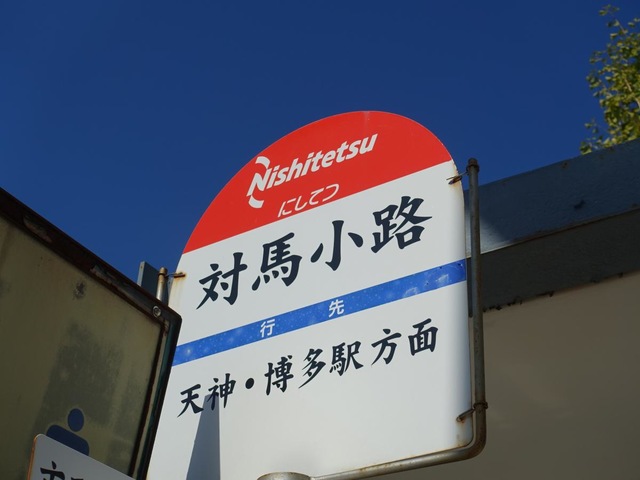 Nishitetsu
にしてつ
対馬小路
行先
天神・博多駅方面